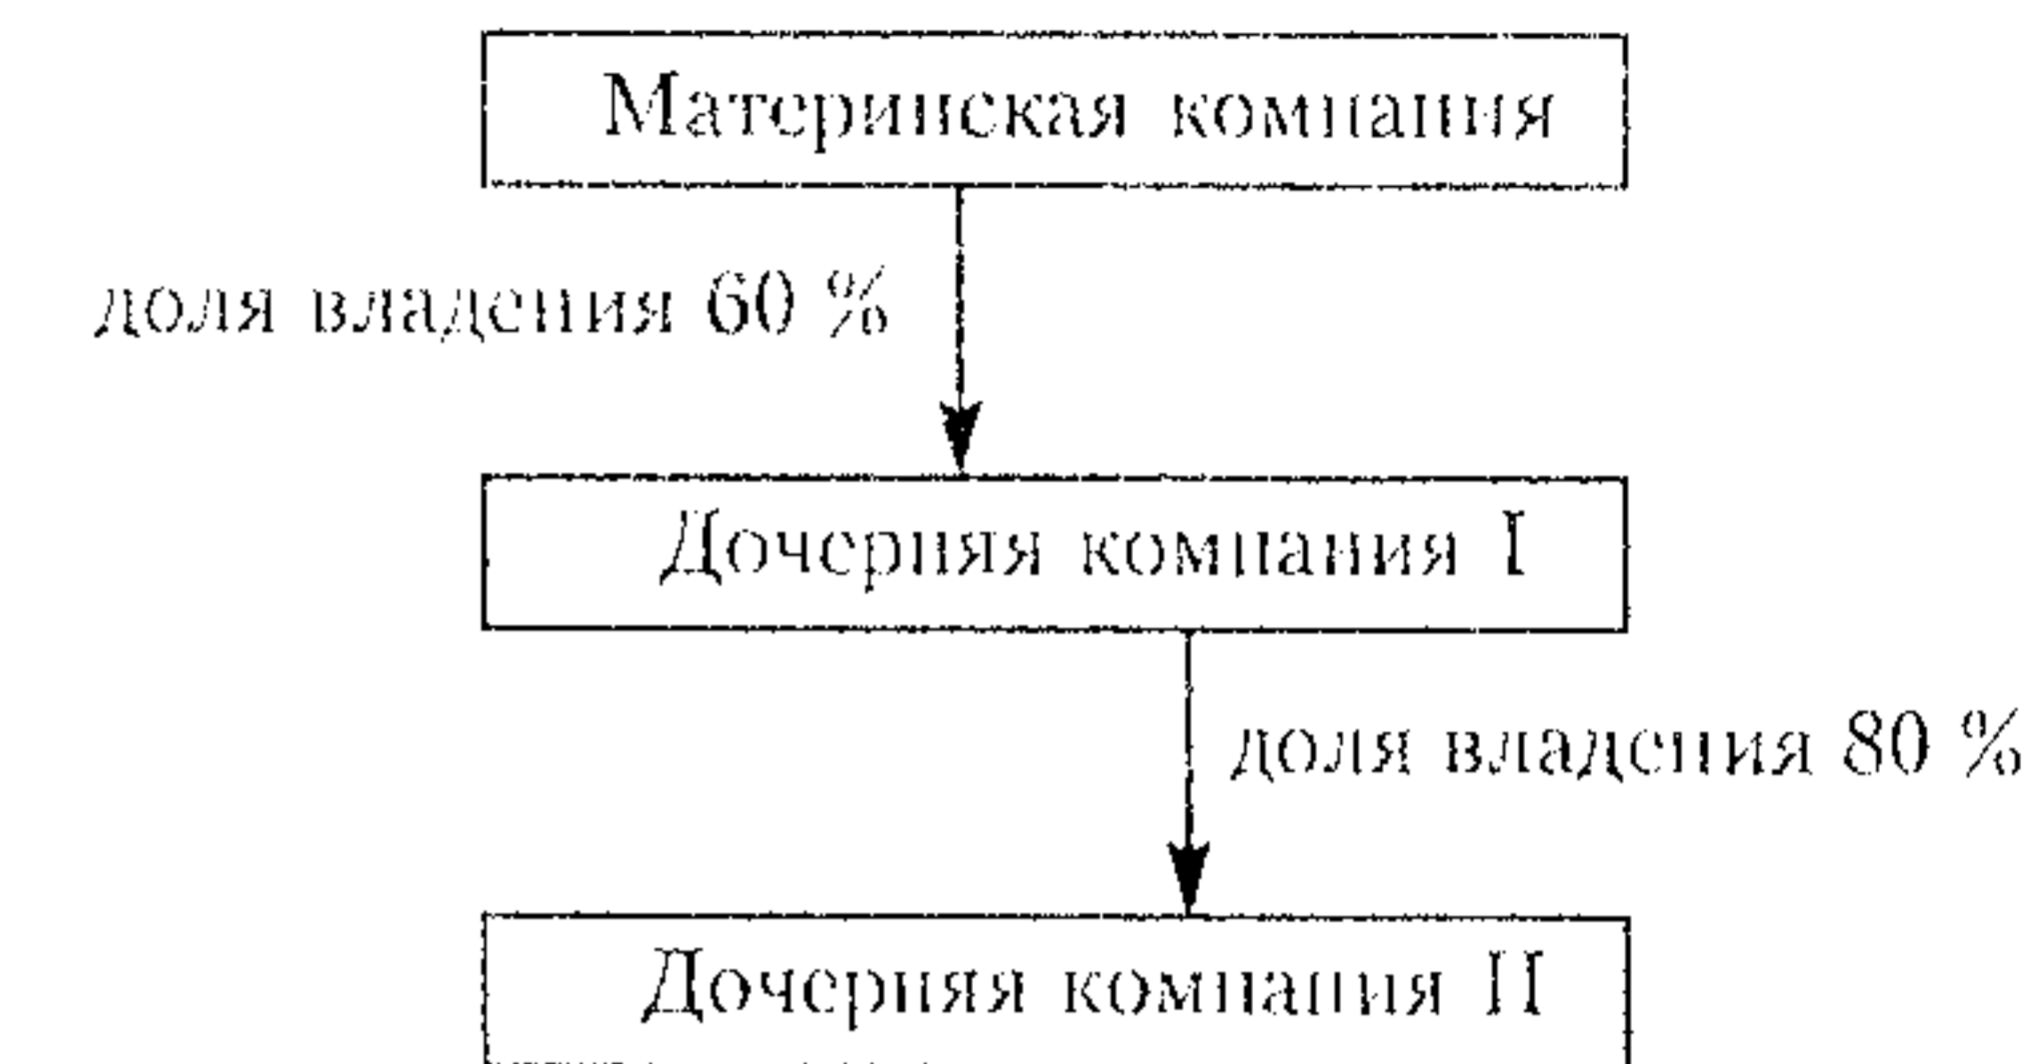 Материнская компания
доля владения 60 %
Дочерняя компания I
доля владения 80 %
Дочерняя компания II